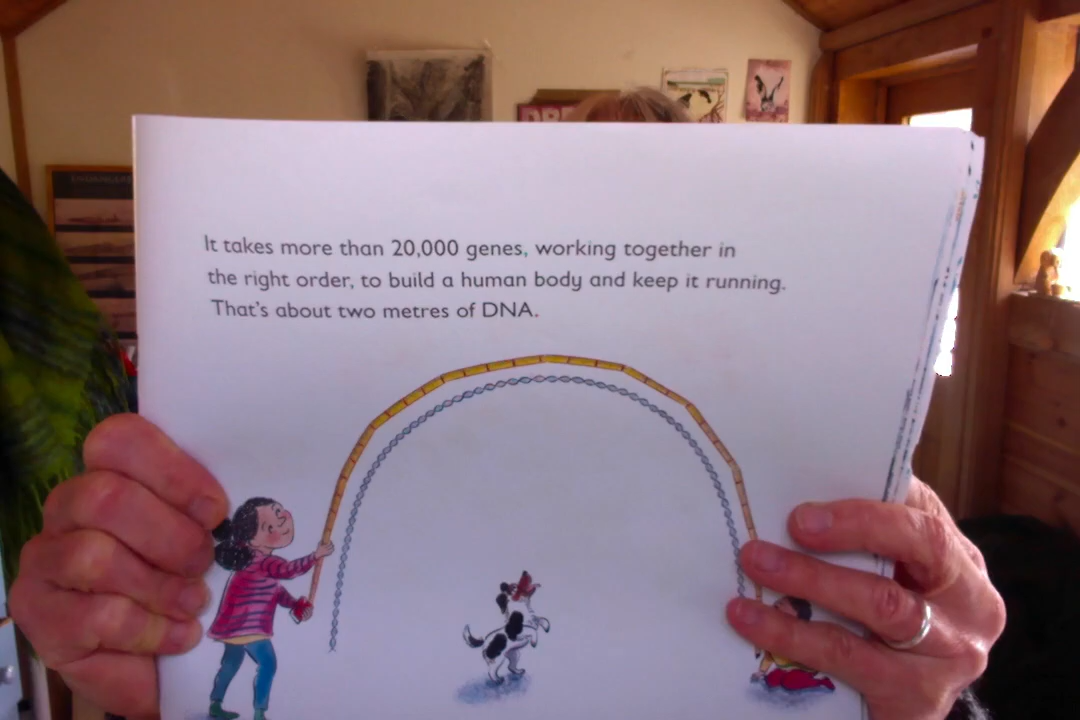 It takes more than 20,000 genes, working together in
the right order, to build a human body and keep it running.
That's about two metres of DNA.